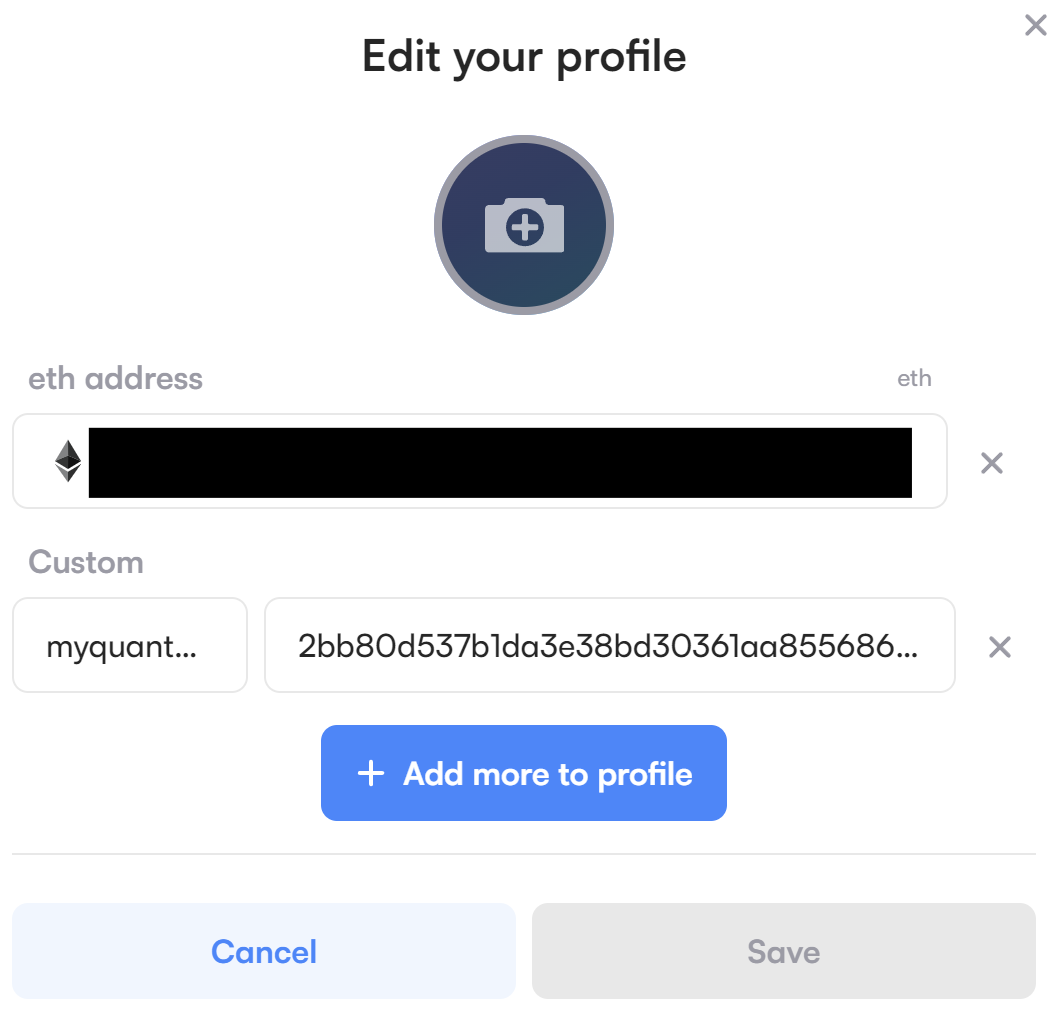 Edit your profile
eth address eth
Custom
myquant... 2bb80d537b1da3e38bd30361aa855686...
+ Add more to profile
Cancel Save